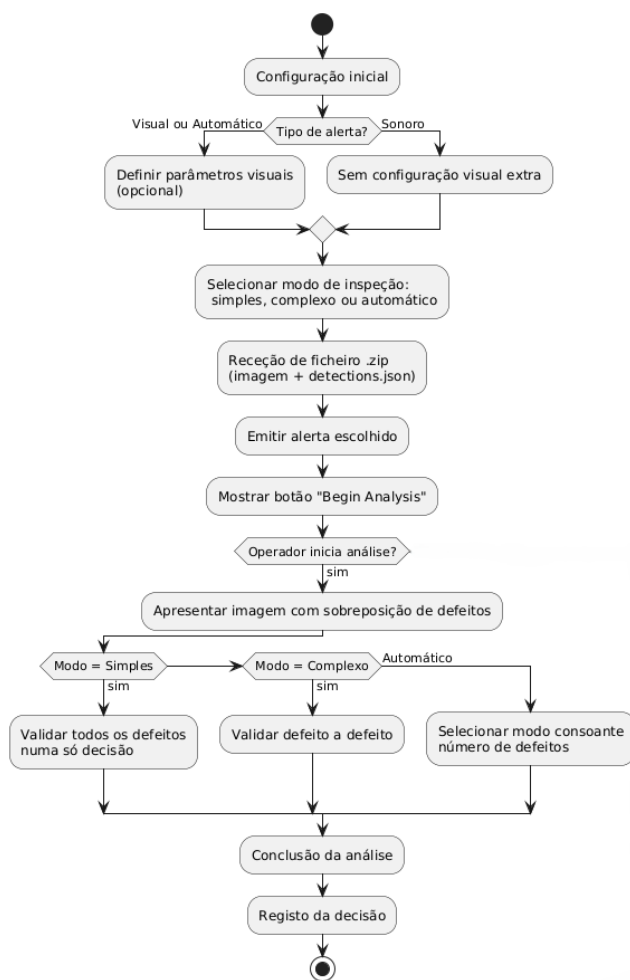 Configuração inicial
Tipo de alerta?
Visual ou Automático
Sonoro
Definir parâmetros visuais
(opcional)
Sem configuração visual extra
Selecionar modo de inspeção:
simples, complexo ou automático
Receção de ficheiro .zip
(imagem + detections.json)
Emitir alerta escolhido
Mostrar botão "Begin Analysis"
Operador inicia análise?
sim
Apresentar imagem com sobreposição de defeitos
Modo = Simples
sim
Modo = Complexo
sim
Automático
Validar todos os defeitos
numa só decisão
Validar defeito a defeito
Selecionar modo consoante
número de defeitos
Conclusão da análise
Registo da decisão